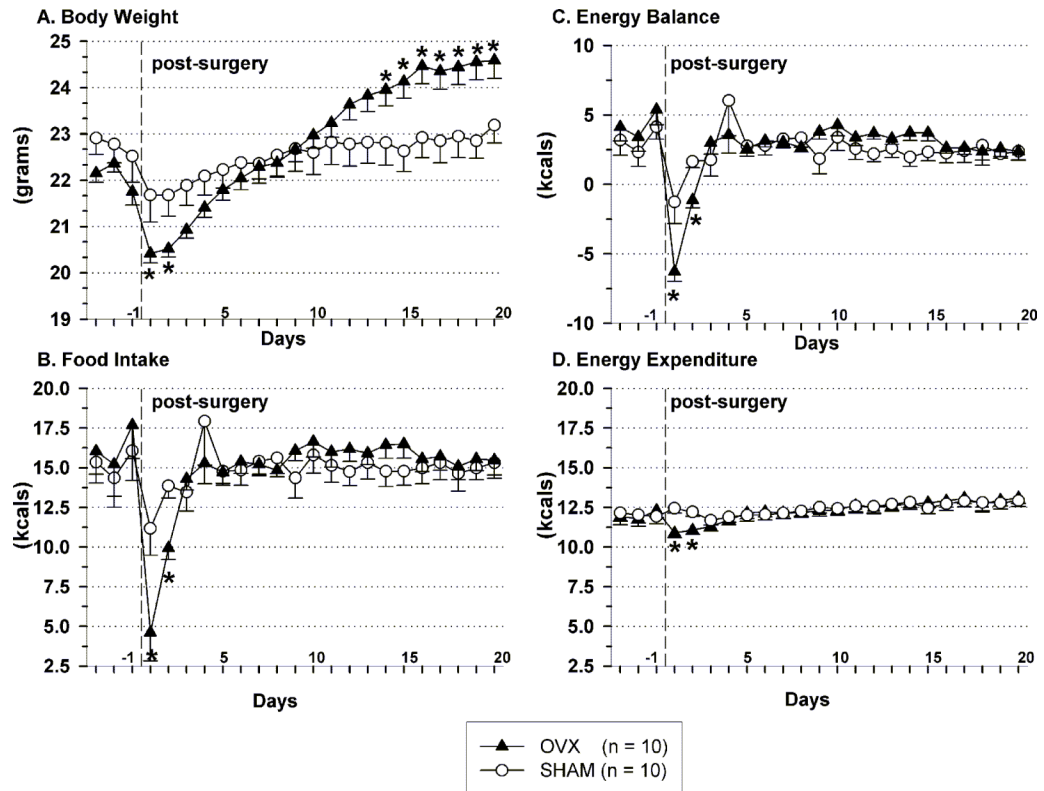 A. Body Weight
25
24
23
22
21
20
19
(grams)
post-surgery
* * * * * * *
* *
-1 5 10 15 20
Days
B. Food Intake
20.0
17.5
15.0
12.5
10.0
7.5
5.0
2.5
(kcals)
post-surgery
*
*
-1 5 10 15 20
Days
C. Energy Balance
10
5
0
-5
-10
(kcals)
post-surgery
*
*
-1 5 10 15 20
Days
D. Energy Expenditure
20.0
17.5
15.0
12.5
10.0
7.5
5.0
2.5
(kcals)
post-surgery
* *
-1 5 10 15 20
Days
OVX (n = 10)
SHAM (n = 10)